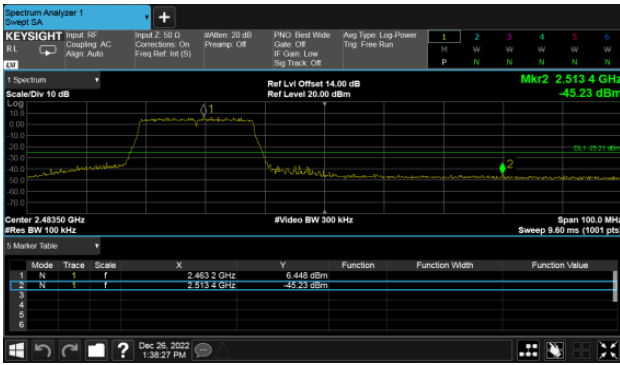 Spectrum Analyzer 1
Swept SA
KEYSIGHT Input: RF Input Z: 50 Ω #Atten: 20 dB PNO: Best Wide Avg Type: Log-Power 1 2 3 4 5 6
RL Coupling: AC Corrections: On Preamp: Off Gate: Off Trig: Free Run M W W W W W
Align: Auto Freq Ref: Int (S) IF Gain: Low
LXI Sig Track: Off P N N N N N
1 Spectrum Ref Lvl Offset 14.00 dB Mkr2 2.513 4 GHz
Scale/Div 10 dB Ref Level 20.00 dBm -45.23 dBm
Log
10.0 1
0.00
-10.0
-20.0 DL1 -25.21 dBm
-30.0 2
-40.0
-50.0
-60.0
-70.0
Center 2.48350 GHz #Video BW 300 kHz Span 100.0 MHz
#Res BW 100 kHz Sweep 9.60 ms (1001 pts)
5 Marker Table
Mode Trace Scale X Y Function Function Width Function Value
1 N 1 f 2.463 2 GHz 6.448 dBm
2 N 1 f 2.513 4 GHz -45.23 dBm
3
4
5
6
? Dec 26, 2022
1:38:27 PM